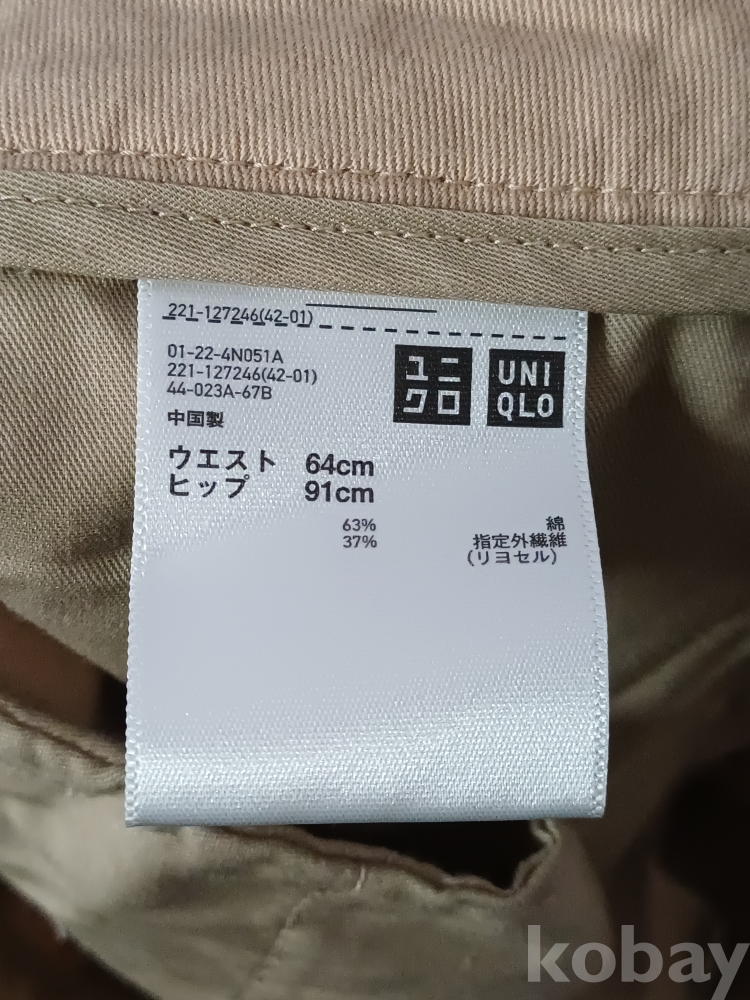 221-127246(42-01)
01-22-4N051A
221-127246(42-01)
44-023A-67B
中国製
ユニ
クロ
UNI
QLO
ウエスト 64cm
ヒップ 91cm
63% 綿
37% 指定外繊維
(リヨセル)
kobay